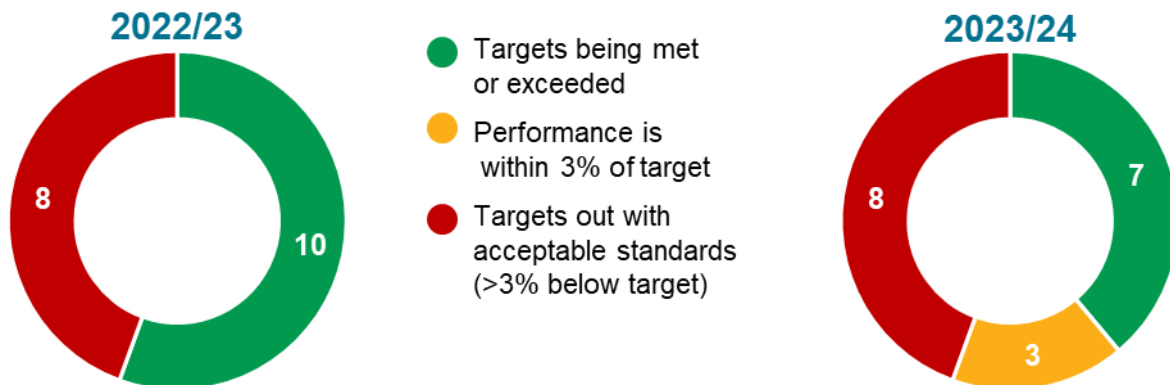 2022/23
8
10
Targets being met
or exceeded
Performance is
within 3% of target
Targets out with
acceptable standards
(>3% below target)
2023/24
8
7
3